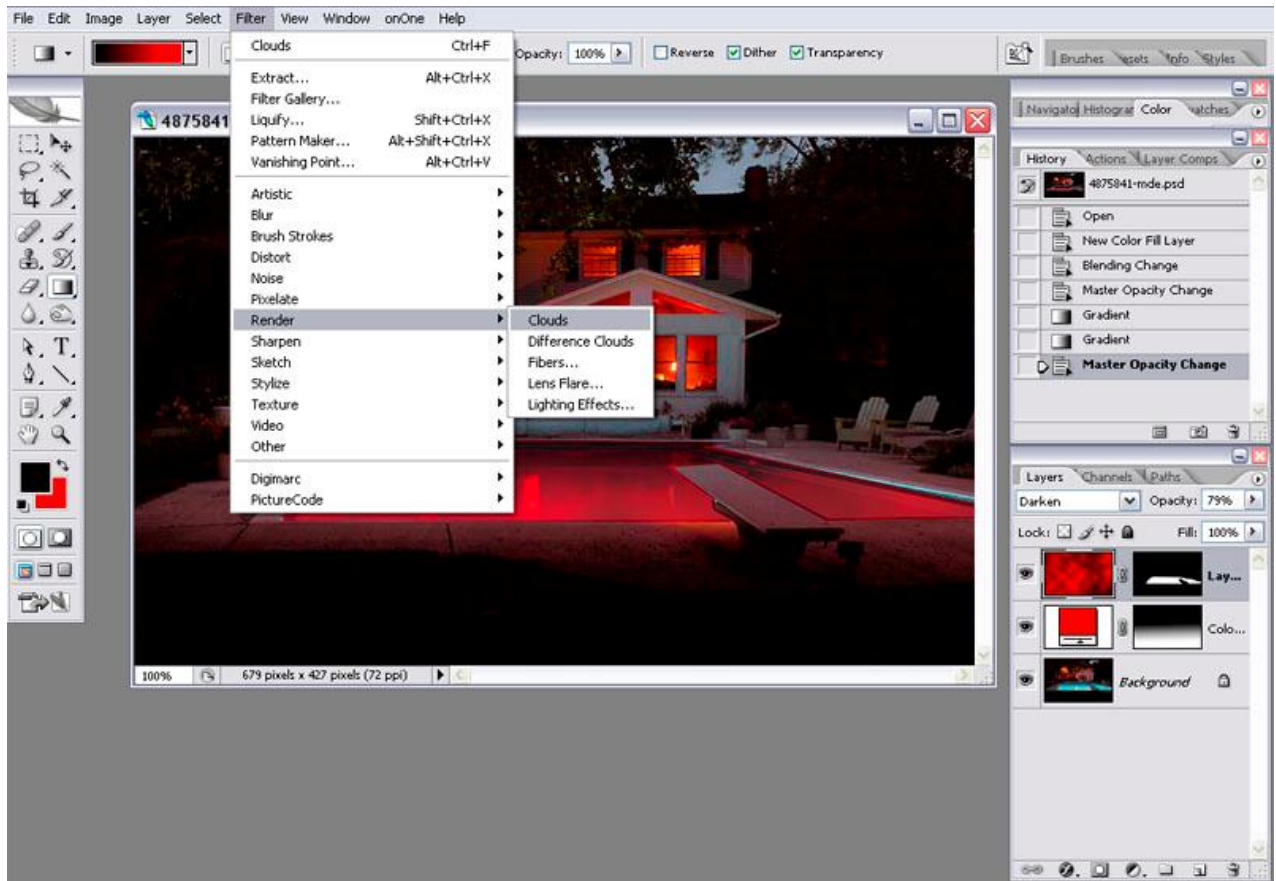 File Edit Image Layer Select Filter View Window onOne Help
Opacity: 100% Reverse Dither Transparency
Brushes Info Styles
Clouds Ctrl+F
Extract... Alt+Ctrl+X
Filter Gallery...
Liquify... Shift+Ctrl+X
Pattern Maker... Alt+Shift+Ctrl+X
Vanishing Point... Alt+Ctrl+V
Artistic
Blur
Brush Strokes
Distort
Noise
Pixelate
Render
Sharpen
Sketch
Stylize
Texture
Video
Other
Digimarc
PictureCode
Clouds
Difference Clouds
Fibers...
Lens Flare...
Lighting Effects...
4875841
100% 679 pixels x 427 pixels (72 ppi)
Navigator Histogram Color
History Actions Layer Comps
4875841-mde.psd
Open
New Color Fill Layer
Blending Change
Master Opacity Change
Gradient
Gradient
Master Opacity Change
Layers Channels Paths
Darken Opacity: 79%
Lock: Fill: 100%
Lay...
Colo...
Background